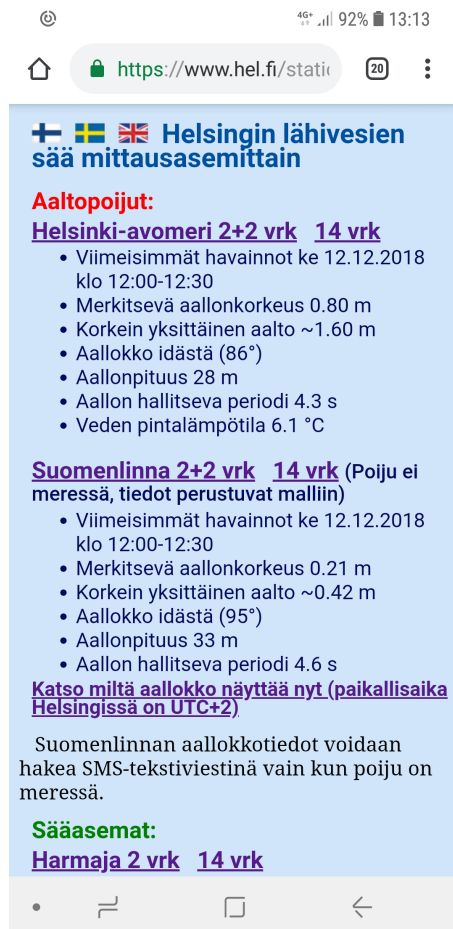 4G+ 92% 13:13
https://www.hel.fi/static
20
Helsingin lähivesien
sää mittausasemittain
Aaltopoijut:
Helsinki-avomeri 2+2 vrk 14 vrk
• Viimeisimmät havainnot ke 12.12.2018
klo 12:00-12:30
• Merkitsevä aallonkorkeus 0.80 m
• Korkein yksittäinen aalto ~1.60 m
• Aallokko idästä (86°)
• Aallonpituus 28 m
• Aallon hallitseva periodi 4.3 s
• Veden pintalämpötila 6.1 °C
Suomenlinna 2+2 vrk 14 vrk (Poiju ei
meressä, tiedot perustuvat malliin)
• Viimeisimmät havainnot ke 12.12.2018
klo 12:00-12:30
• Merkitsevä aallonkorkeus 0.21 m
• Korkein yksittäinen aalto ~0.42 m
• Aallokko idästä (95°)
• Aallonpituus 33 m
• Aallon hallitseva periodi 4.6 s
Katso miltä aallokko näyttää nyt (paikallisaika
Helsingissä on UTC+2)
Suomenlinnan aallokkotiedot voidaan
hakea SMS-tekstiviestinä vain kun poiju on
meressä.
Sääasemat:
Harmaja 2 vrk 14 vrk